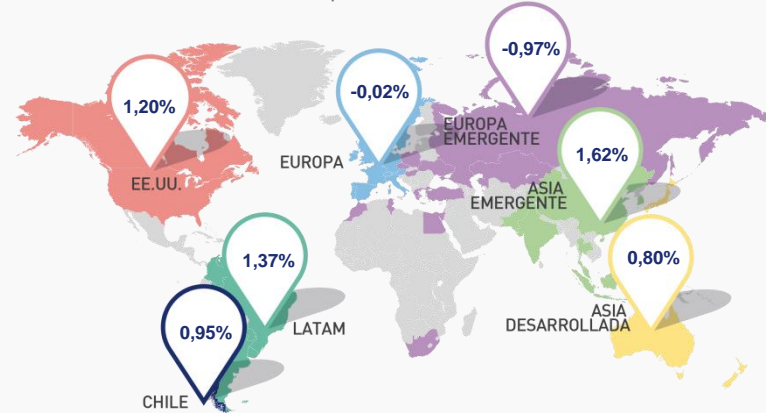 -0,97%
1,20%
-0,02%
EUROPA
EMERGENTE
EUROPA
1,62%
EE.UU.
ASIA
EMERGENTE
1,37%
0,80%
ASIA
DESARROLLADA
0,95%
LATAM
CHILE